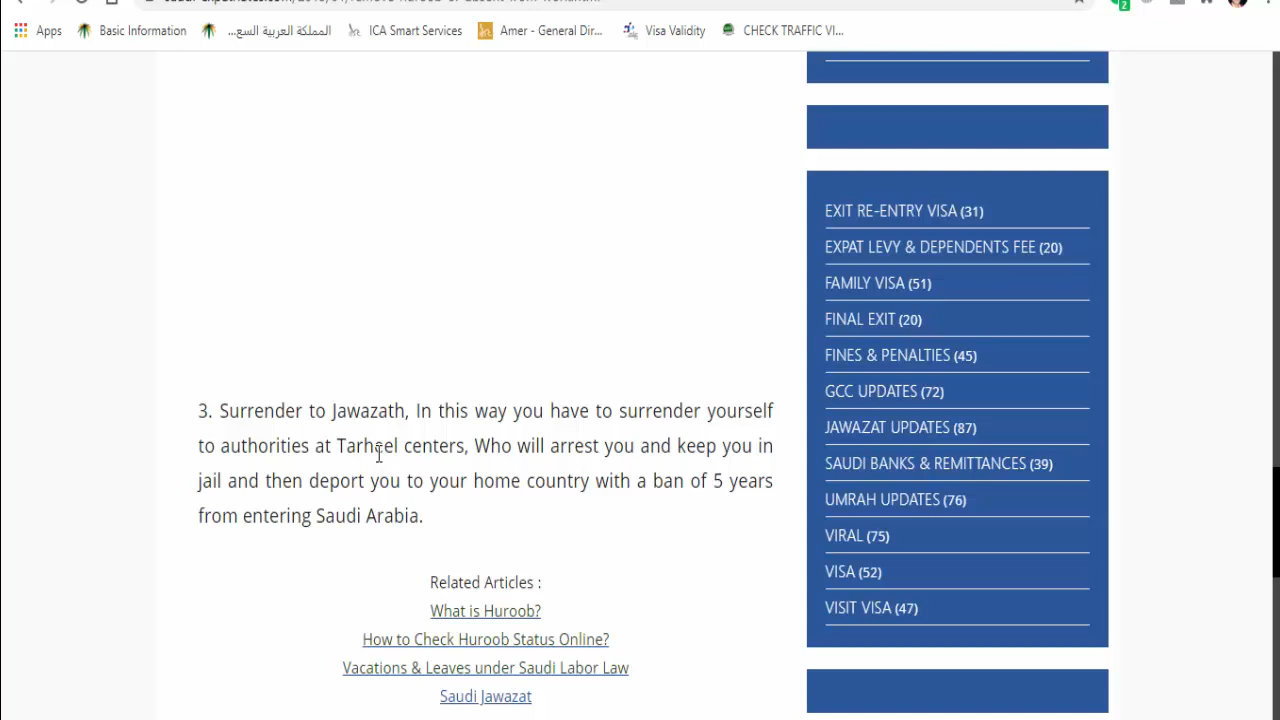 2
Apps
Basic Information
المملكة العربية السع...
ICA Smart Services
Amer - General Dir...
Visa Validity
CHECK TRAFFIC VI...
3. Surrender to Jawazath, In this way you have to surrender yourself
to authorities at Tarheel centers, Who will arrest you and keep you in
jail and then deport you to your home country with a ban of 5 years
from entering Saudi Arabia.
Related Articles :
What is Huroob?
How to Check Huroob Status Online?
Vacations & Leaves under Saudi Labor Law
Saudi Jawazat
EXIT RE-ENTRY VISA (31)
EXPAT LEVY & DEPENDENTS FEE (20)
FAMILY VISA (51)
FINAL EXIT (20)
FINES & PENALTIES (45)
GCC UPDATES (72)
JAWAZAT UPDATES (87)
SAUDI BANKS & REMITTANCES (39)
UMRAH UPDATES (76)
VIRAL (75)
VISA (52)
VISIT VISA (47)